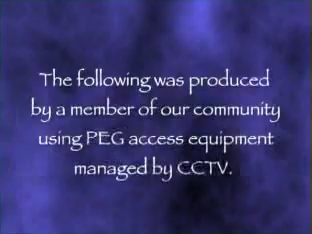 The following was produced
by a member of our community
using PEG access equipment
managed by CCTV.